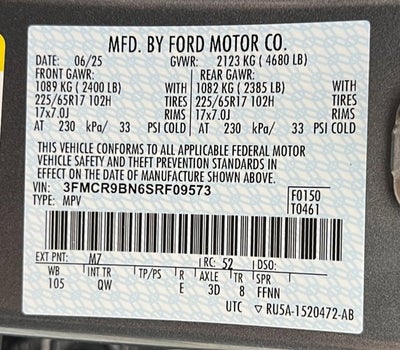 MFD. BY FORD MOTOR CO.
DATE: 06/25 GVWR: 2123 KG (4680 LB)
FRONT GAWR: REAR GAWR:
1089 KG (2400 LB) WITH 1082 KG (2385 LB) WITH
225/65R17 102H TIRES 225/65R17 102H TIRES
17x7.0J RIMS 17x7.0J RIMS
AT 230 kPa/ 33 PSI COLD AT 230 kPa/ 33 PSI COLD
THIS VEHICLE CONFORMS TO ALL APPLICABLE FEDERAL MOTOR
VEHICLE SAFETY AND THEFT PREVENTION STANDARDS IN
EFFECT ON THE DATE OF MANUFACTURE SHOWN ABOVE.
VIN: 3FMCR9BN6SRF09573 F0150
TYPE: MPV T0461
EXT PNT: M7 RC: 52 DSO:
WB INT TR TP/PS R AXLE TR SPR
105 QW E 3D 8 FFNN
UTC ▽ RU5A-1520472-AB